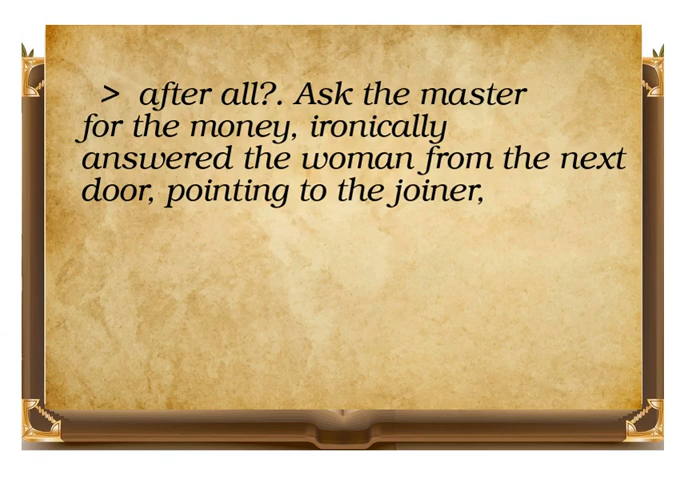 > after all?. Ask the master
for the money, ironically
answered the woman from the next
door, pointing to the joiner,